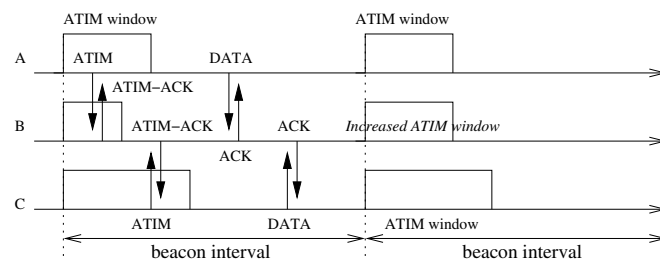 ATIM window ATIM window
A ATIM DATA
ATIM−ACK
B ATIM−ACK ACK Increased ATIM window
ACK
C
ATIM DATA ATIM window
beacon interval beacon interval